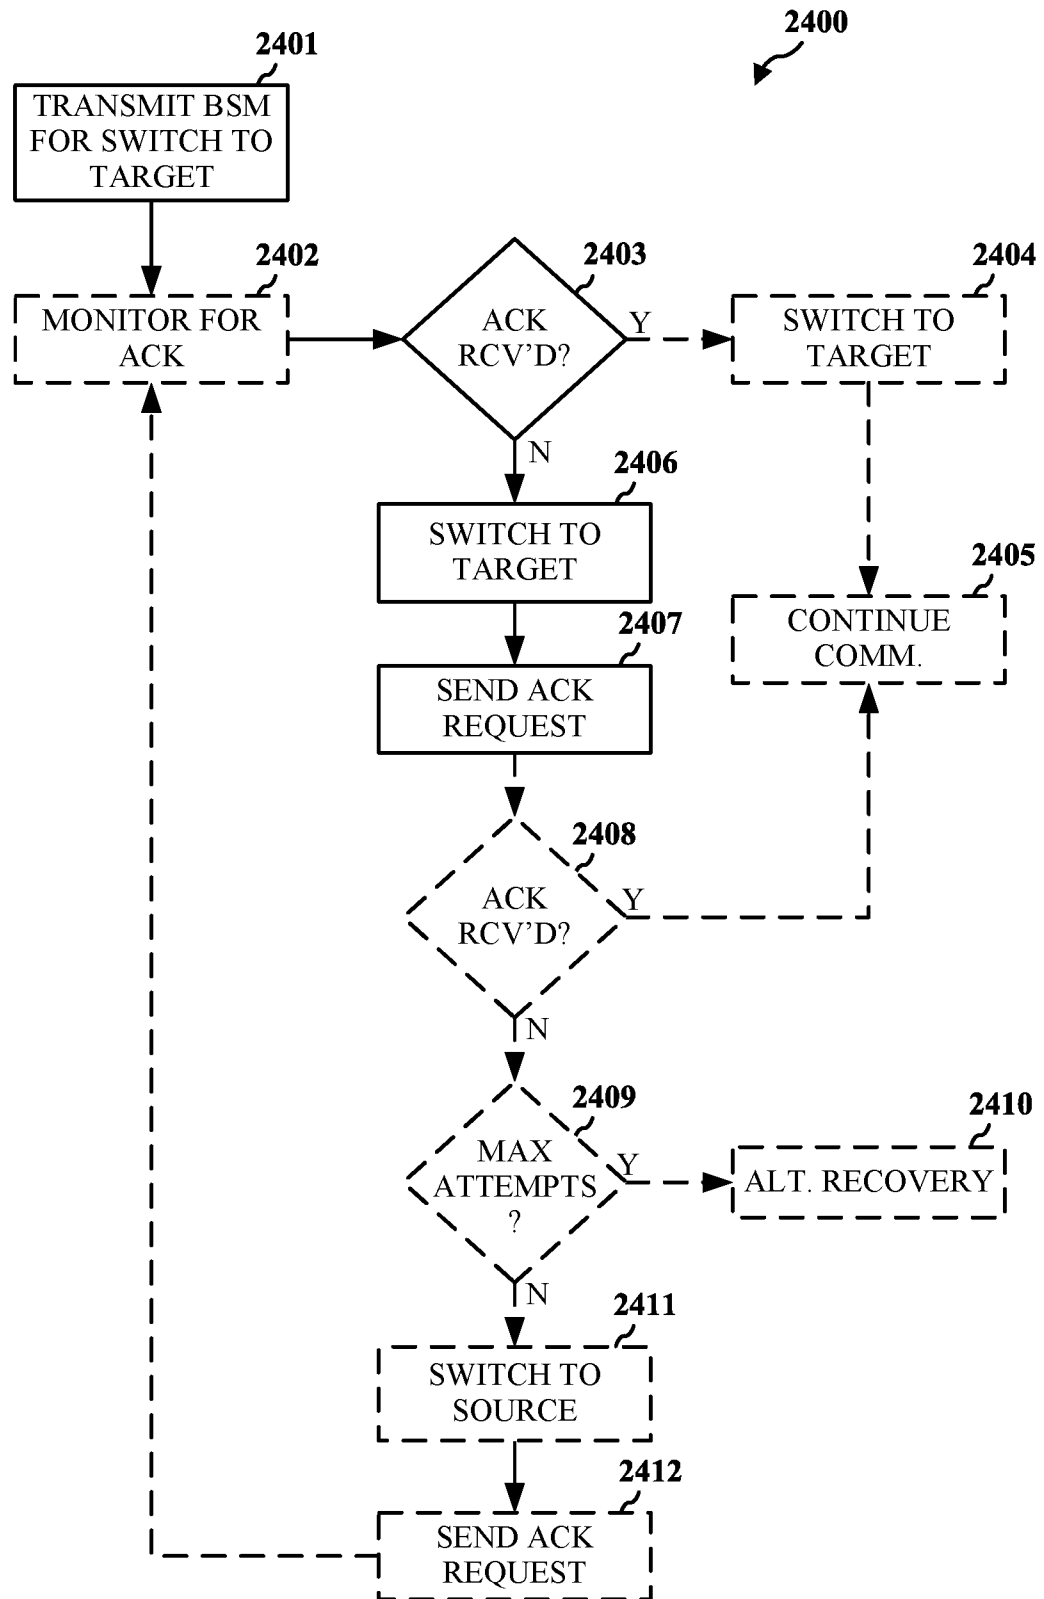 2400
2401
TRANSMIT BSM
FOR SWITCH TO
TARGET
2402
MONITOR FOR
ACK
2403
ACK
RCV’D?
Y
N
2404
SWITCH TO
TARGET
2406
SWITCH TO
TARGET
2405
CONTINUE
COMM.
2407
SEND ACK
REQUEST
2408
ACK
RCV’D?
Y
N
2409
MAX
ATTEMPTS
?
Y
N
2410
ALT. RECOVERY
2411
SWITCH TO
SOURCE
2412
SEND ACK
REQUEST